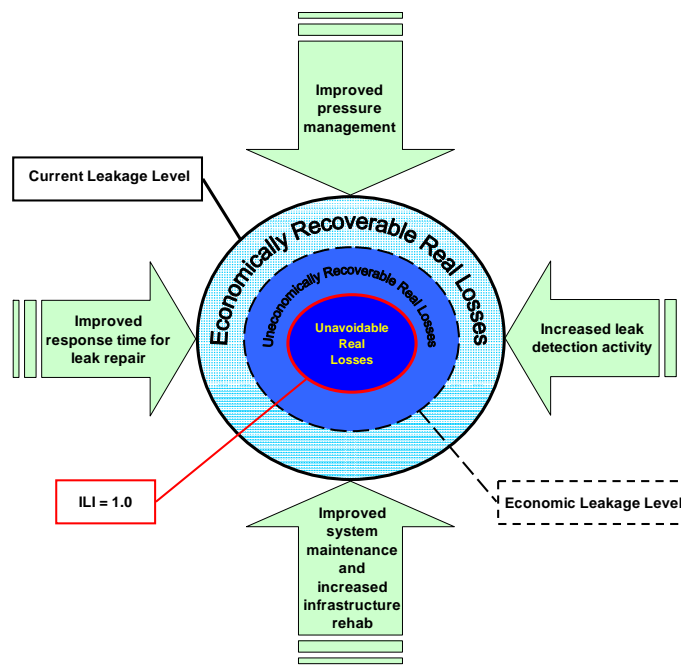 Improved
pressure
management
Current Leakage Level
Economically Recoverable Real Losses
Uneconomically Recoverable Real Losses
Unavoidable
Real
Losses
Improved
response time for
leak repair
Increased leak
detection activity
ILI = 1.0
Economic Leakage Level
Improved
system
maintenance
and
increased
infrastructure
rehab